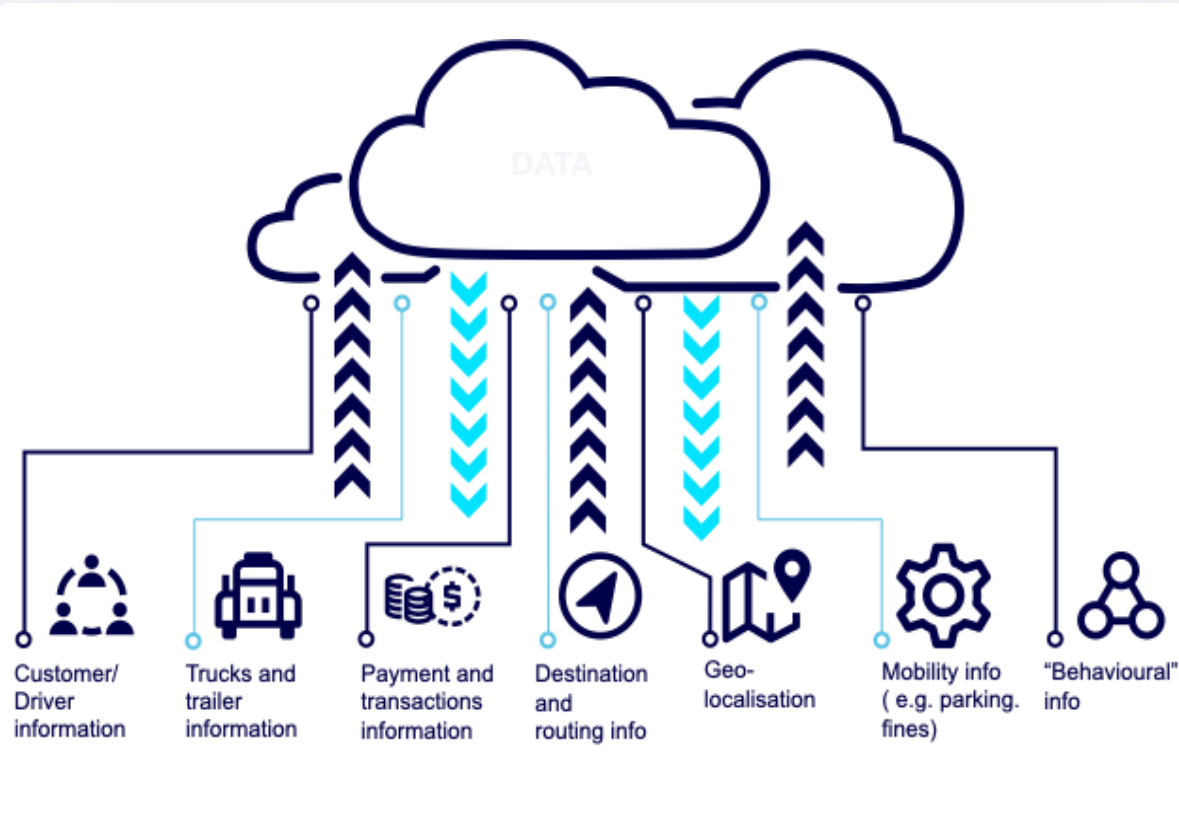 DATA
Customer/
Driver
information
Trucks and
trailer
information
Payment and
transactions
information
Destination
and
routing info
Geo-
localisation
Mobility info
( e.g. parking.
fines)
“Behavioural”
info